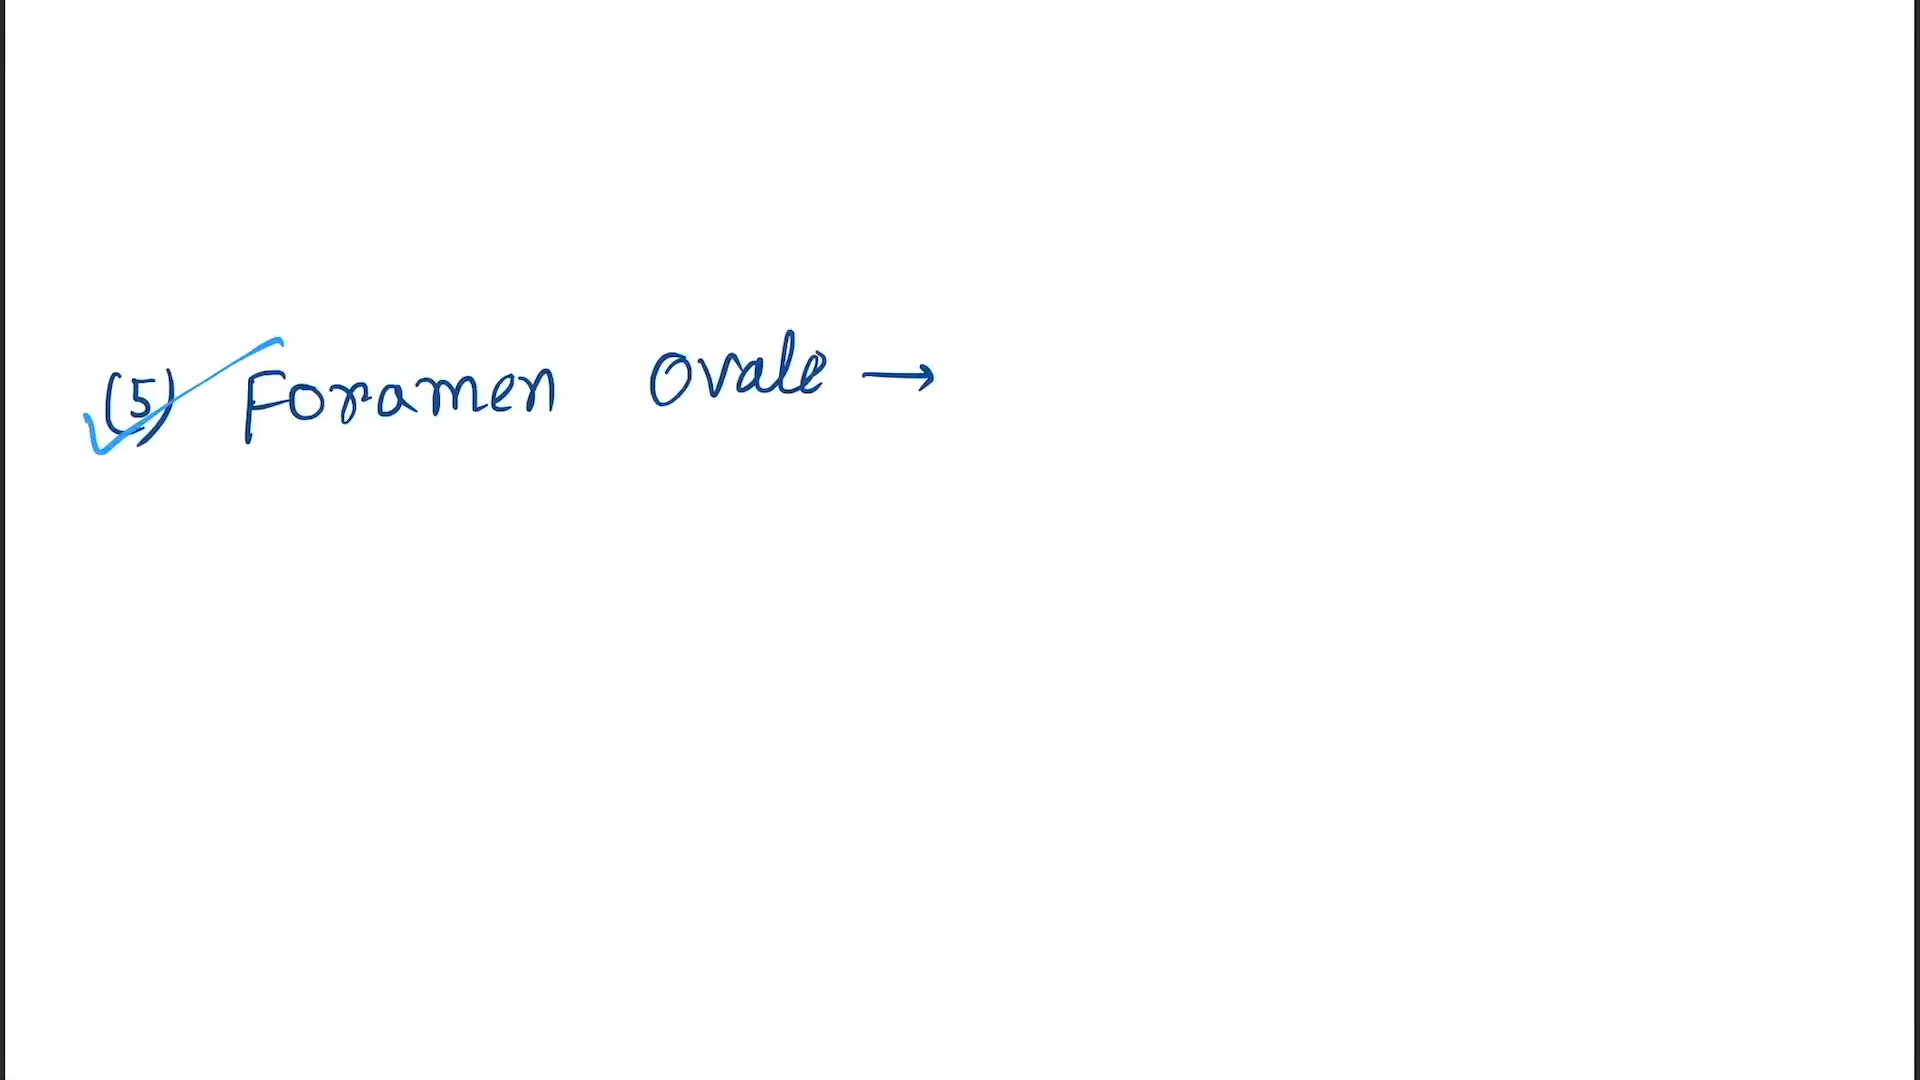 (5) Foramen Ovale →